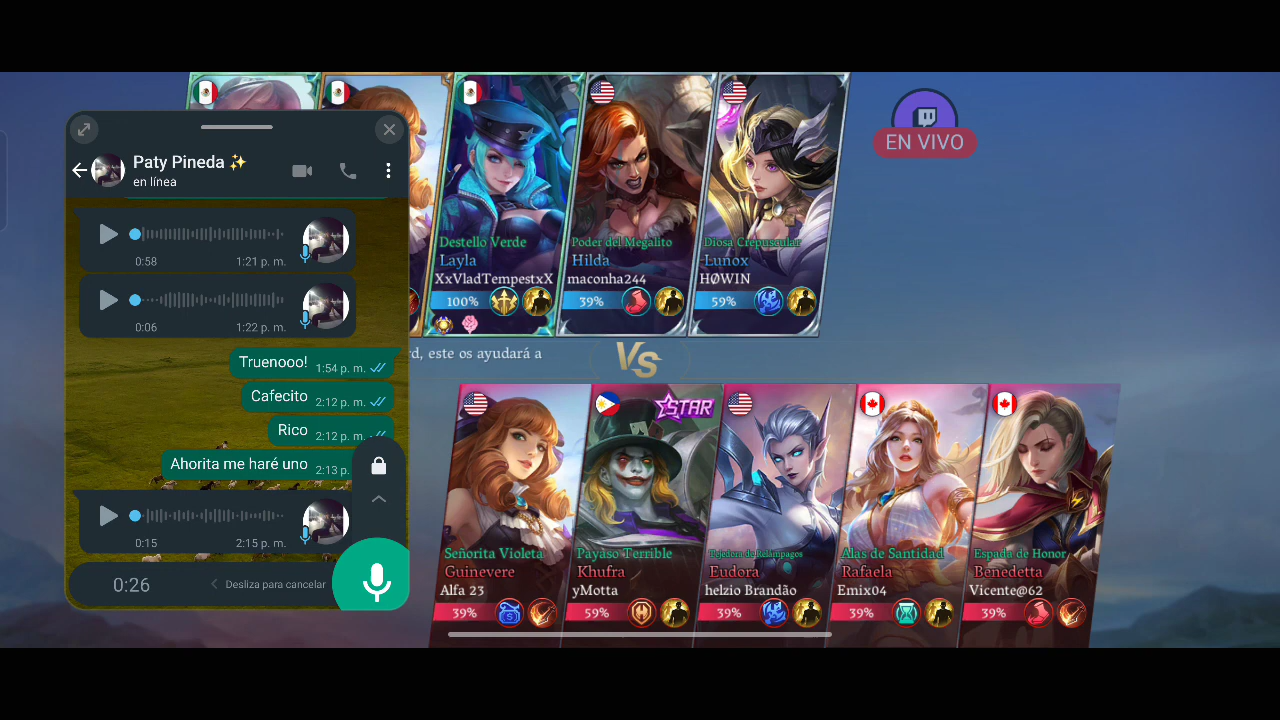 Paty Pineda ✨
en línea
0:58 1:21 p. m.
0:06 1:22 p. m.
Truenooo! 1:54 p. m.
Cafecito 2:12 p. m.
Rico 2:12 p. m.
Ahorita me haré uno 2:13 p.
0:15 2:15 p. m.
0:26 Desliza para cancelar
Destello Verde
Layla
XxVladTempestxX
100%
Poder del Megalito
Hilda
maconha244
39%
Diosa Crepuscular
Lunox
HØWIN
59%
EN VIVO
rd, este os ayudará a
VS
Señorita Violeta
Guinevere
Alfa 23
39%
STAR
Payaso Terrible
Khufra
yMotta
59%
Tejedora de Relámpagos
Eudora
helzio Brandão
39%
Alas de Santidad
Rafaela
Emix04
39%
Espada de Honor
Benedetta
Vicente@62
39%